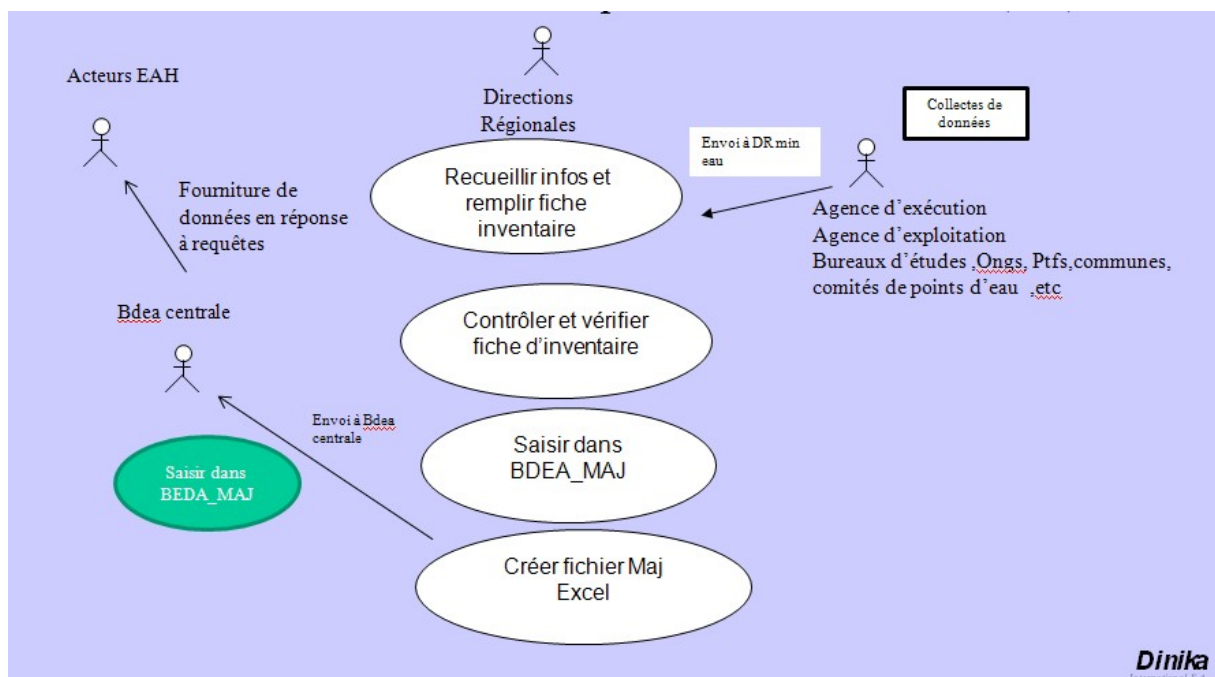 Acteurs EAH
Directions
Régionales
Collectes de
données
Envoi à DR min
eau
Recueillir infos et
remplir fiche
inventaire
Fourniture de
données en réponse
à requêtes
Agence d'exécution
Agence d'exploitation
Bureaux d'études ,Ongs, Ptfs,communes,
comités de points d'eau ,etc
Bdea centrale
Contrôler et vérifier
fiche d'inventaire
Envoi à Bdea
centrale
Saisir dans
BDEA_MAJ
Saisir dans
BEDA_MAJ
Créer fichier Maj
Excel
Dinika